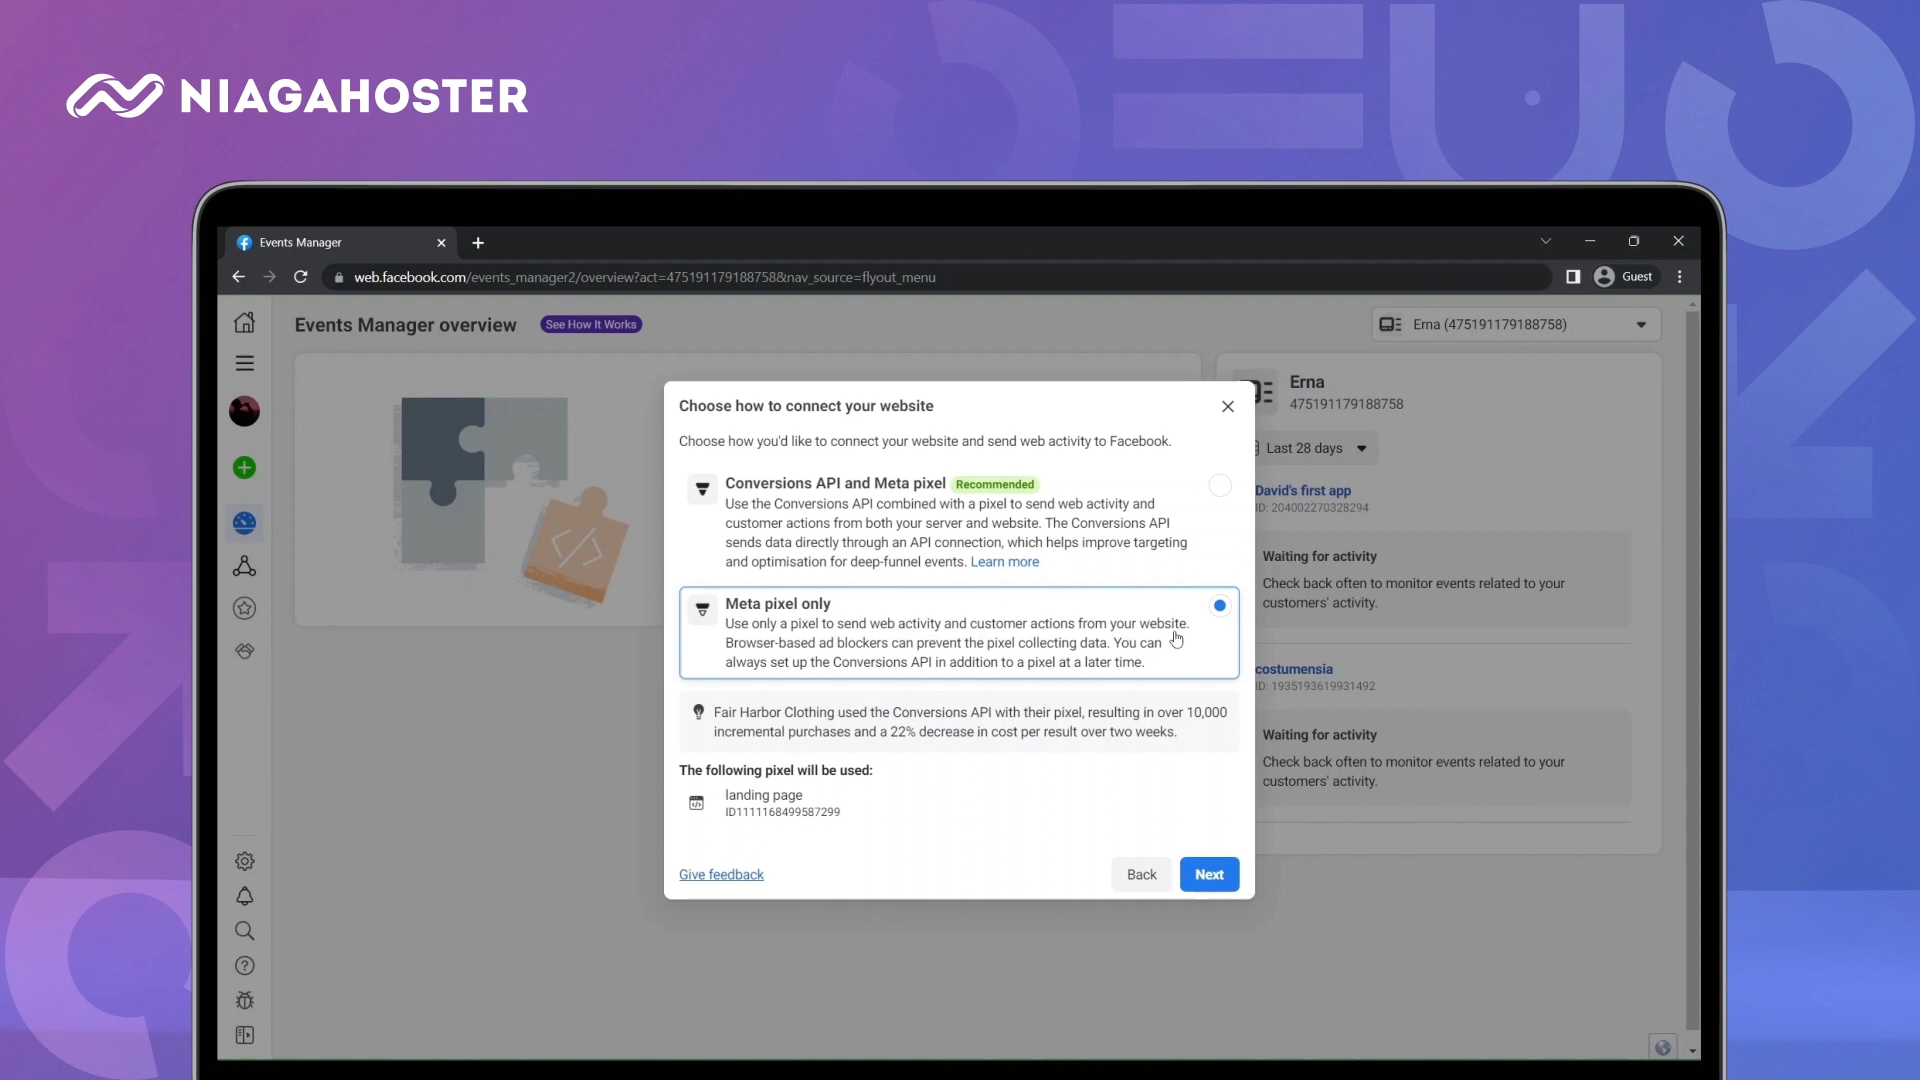 NIAGAHOSTER
Events Manager
web.facebook.com/events_manager2/overview?act=475191179188758&nav_source=flyout_menu
Guest
Events Manager overview
See How It Works
Erna (475191179188758)
Erna
475191179188758
Last 28 days
David's first app
ID: 204002270328294
Waiting for activity
Check back often to monitor events related to your
customers' activity.
costumensia
ID: 1935193619931492
Waiting for activity
Check back often to monitor events related to your
customers' activity.
Choose how to connect your website
Choose how you'd like to connect your website and send web activity to Facebook.
Conversions API and Meta pixel Recommended
Use the Conversions API combined with a pixel to send web activity and
customer actions from both your server and website. The Conversions API
sends data directly through an API connection, which helps improve targeting
and optimisation for deep-funnel events. Learn more
Meta pixel only
Use only a pixel to send web activity and customer actions from your website.
Browser-based ad blockers can prevent the pixel collecting data. You can
always set up the Conversions API in addition to a pixel at a later time.
Fair Harbor Clothing used the Conversions API with their pixel, resulting in over 10,000
incremental purchases and a 22% decrease in cost per result over two weeks.
The following pixel will be used:
landing page
ID1111168499587299
Give feedback
Back
Next